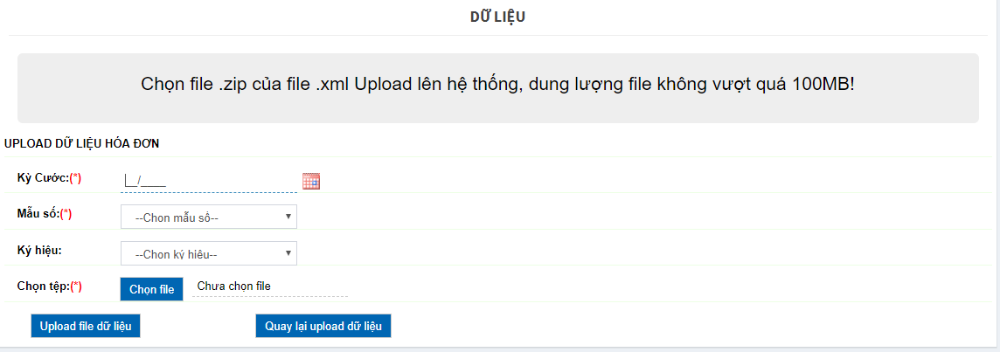 DỮ LIỆU
Chọn file .zip của file .xml Upload lên hệ thống, dung lượng file không vượt quá 100MB!
UPLOAD DỮ LIỆU HÓA ĐƠN
Kỳ Cước:(*) __/____
Mẫu số:(*) --Chon mẫu số--
Ký hiệu: --Chon ký hiệu--
Chọn tệp:(*) Chọn file Chưa chọn file
Upload file dữ liệu Quay lại upload dữ liệu